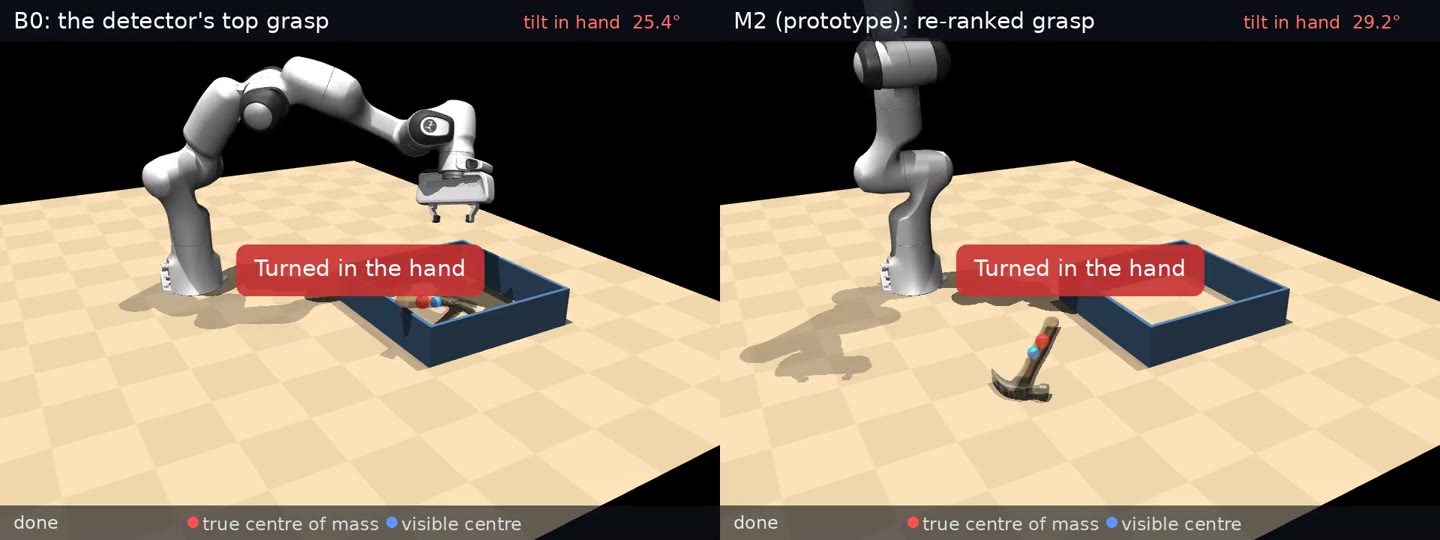 B0: the detector's top grasp
tilt in hand 25.4°
Turned in the hand
done
true centre of mass
visible centre
M2 (prototype): re-ranked grasp
tilt in hand 29.2°
Turned in the hand
done
true centre of mass
visible centre